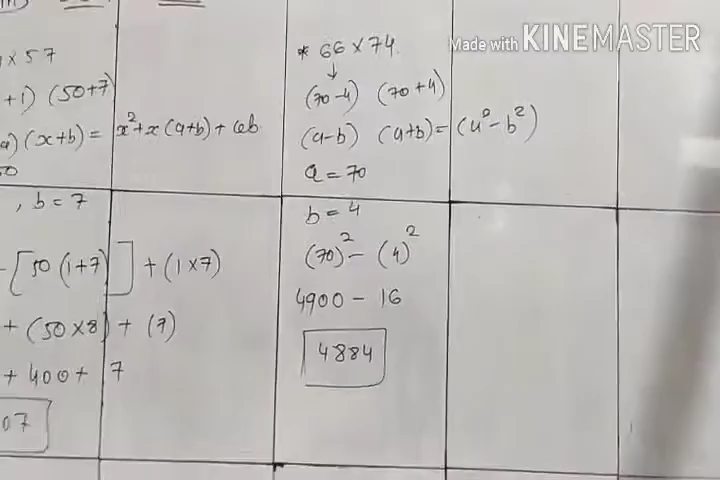 Made with KINEMASTER
× 57
+1) (50+7)
a) (x+b) = x²+x(a+b)+ab
50
, b = 7
[50 (1+7)] + (1×7)
+ (50×8) + (7)
+ 400 + 7
07
* 66 × 74.
↓
(70-4) (70+4)
(a-b) (a+b) = (a²-b²)
a = 70
b = 4
(70)² - (4)²
4900 - 16
4884